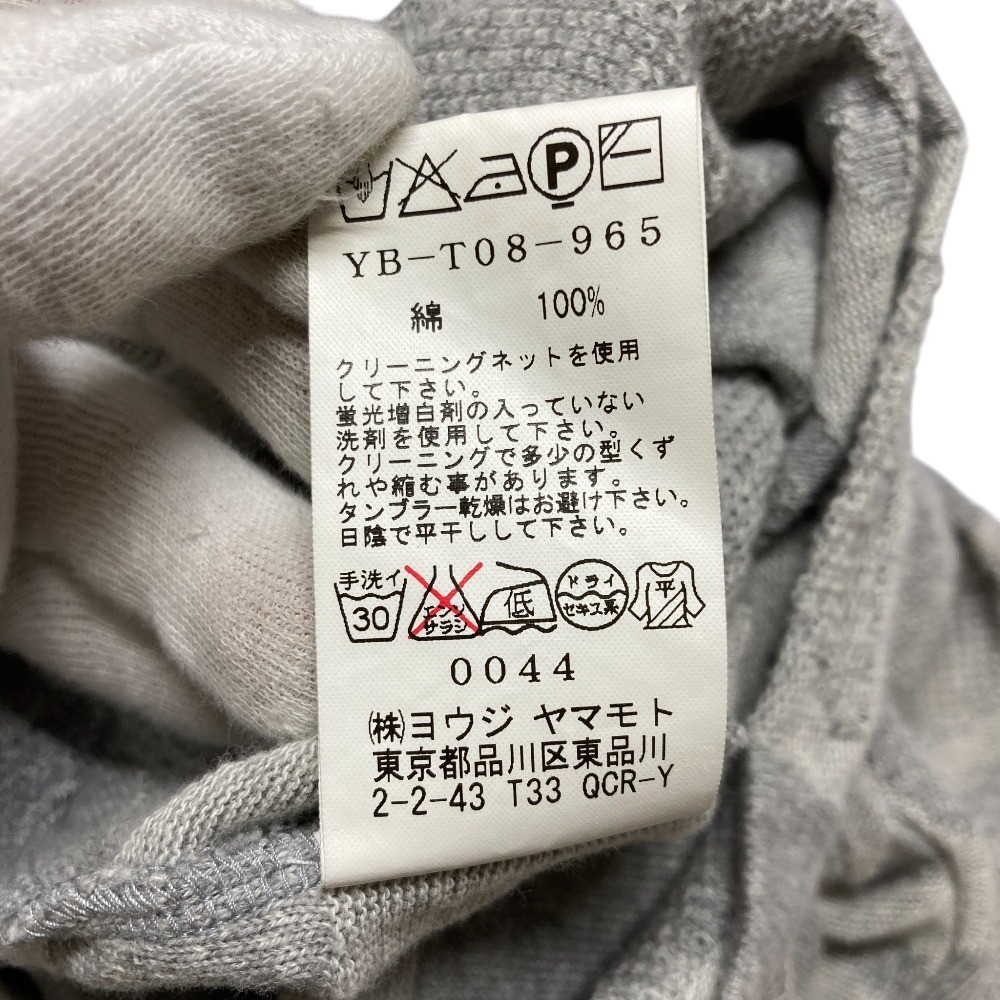 P
YB-T08-965
綿 100%
クリーニングネットを使用
して下さい。
蛍光増白剤の入っていない
洗剤を使用して下さい。
クリーニングで多少の型くず
れや縮む事があります。
タンブラー乾燥はお避け下さい。
日陰で平干しして下さい。
手洗イ
30
エンソ
サラシ
低
ドライ
セキユ系
平
0044
㈱ヨウジ ヤマモト
東京都品川区東品川
2-2-43 T33 QCR-Y